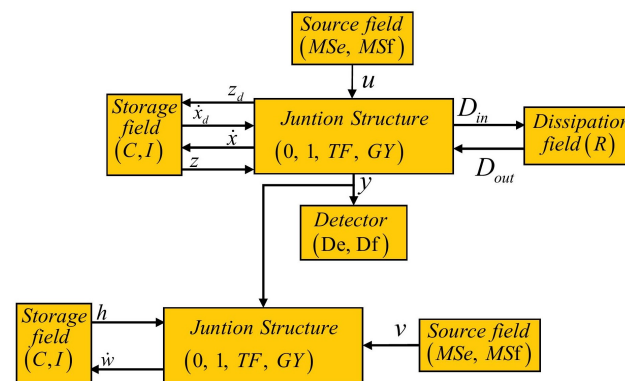 Source field
(MSe, MSf)
u
Storage
field
(C, I)
z_d
ẋ_d
ẋ
z
Juntion Structure
(0, 1, TF, GY)
D_in
D_out
Dissipation
field (R)
y
Detector
(De, Df)
Storage
field
(C, I)
h
ẇ
Juntion Structure
(0, 1, TF, GY)
v
Source field
(MSe, MSf)